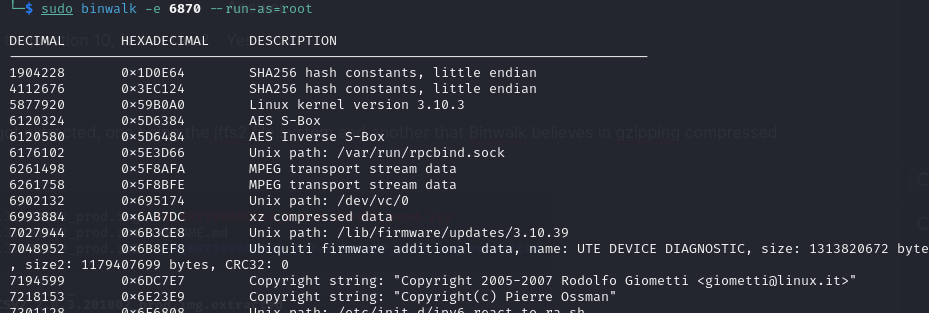 └─$ sudo binwalk -e 6870 --run-as=root
DECIMAL HEXADECIMAL DESCRIPTION
1904228 0×1D0E64 SHA256 hash constants, little endian
4112676 0×3EC124 SHA256 hash constants, little endian
5877920 0×59B0A0 Linux kernel version 3.10.3
6120324 0×5D6384 AES S-Box
6120580 0×5D6484 AES Inverse S-Box
6176102 0×5E3D66 Unix path: /var/run/rpcbind.sock
6261498 0×5F8AFA MPEG transport stream data
6261758 0×5F8BFE MPEG transport stream data
6902132 0×695174 Unix path: /dev/vc/0
6993884 0×6AB7DC xz compressed data
7027944 0×6B3CE8 Unix path: /lib/firmware/updates/3.10.39
7048952 0×6B8EF8 Ubiquiti firmware additional data, name: UTE DEVICE DIAGNOSTIC, size: 1313820672 byte
, size2: 1179407699 bytes, CRC32: 0
7194599 0×6DC7E7 Copyright string: "Copyright 2005-2007 Rodolfo Giometti <giometti@linux.it>"
7218153 0×6E23E9 Copyright string: "Copyright(c) Pierre Ossman"
7301128 0×6F6808 Unix path: /etc/init.d/ipv6-react-to-ra.sh